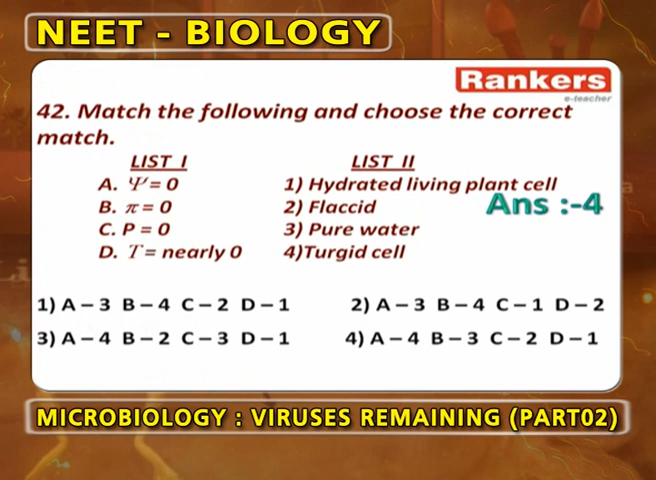 NEET - BIOLOGY
Rankers
e-teacher
42. Match the following and choose the correct
match.
LIST I LIST II
A. Ψ = 0 1) Hydrated living plant cell
B. π = 0 2) Flaccid
Ans :-4
C. P = 0 3) Pure water
D. T = nearly 0 4)Turgid cell
1) A – 3 B – 4 C – 2 D – 1 2) A – 3 B – 4 C – 1 D – 2
3) A – 4 B – 2 C – 3 D – 1 4) A – 4 B – 3 C – 2 D – 1
MICROBIOLOGY : VIRUSES REMAINING (PART02)